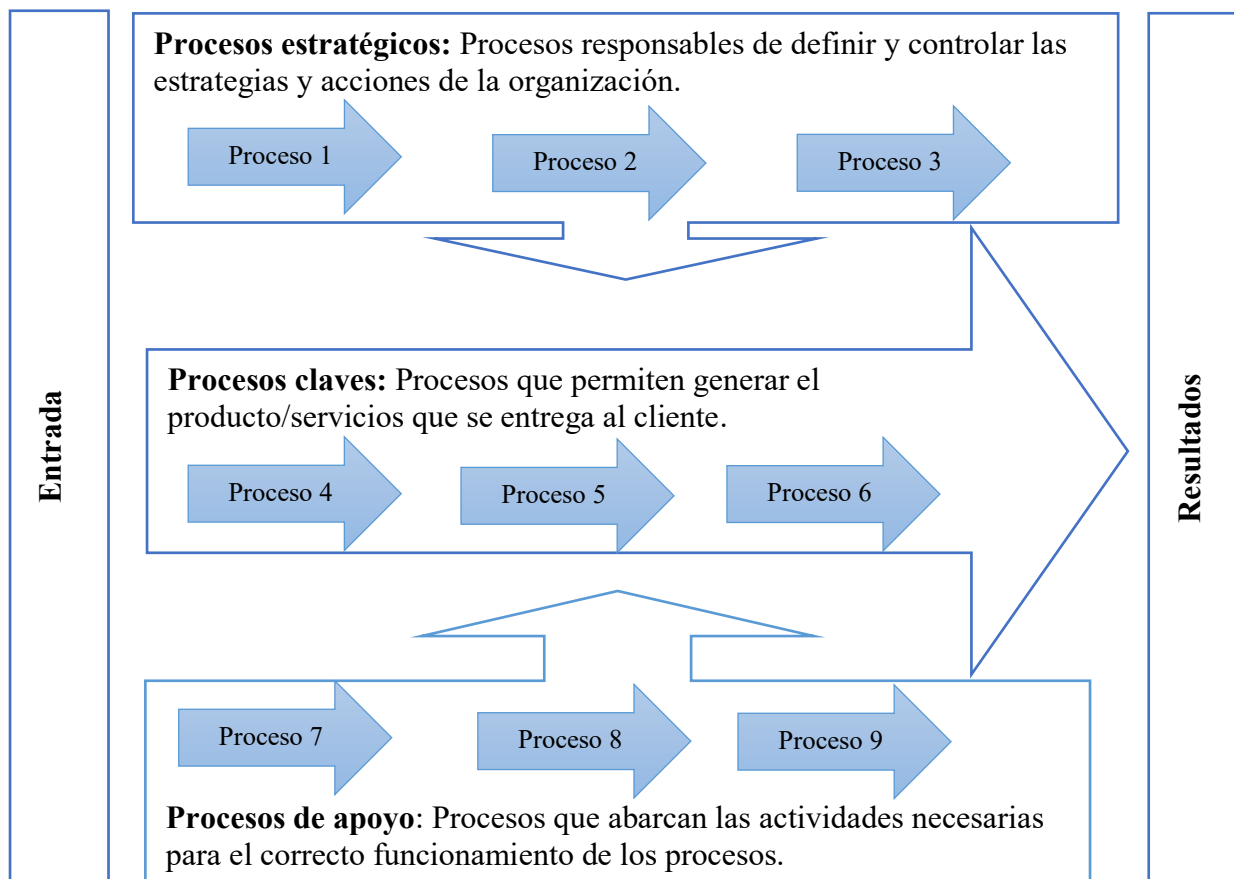 Procesos estratégicos: Procesos responsables de definir y controlar las
estrategias y acciones de la organización.
Proceso 1
Proceso 2
Proceso 3
Entrada
Procesos claves: Procesos que permiten generar el
producto/servicios que se entrega al cliente.
Proceso 4
Proceso 5
Proceso 6
Resultados
Proceso 7
Proceso 8
Proceso 9
Procesos de apoyo: Procesos que abarcan las actividades necesarias
para el correcto funcionamiento de los procesos.